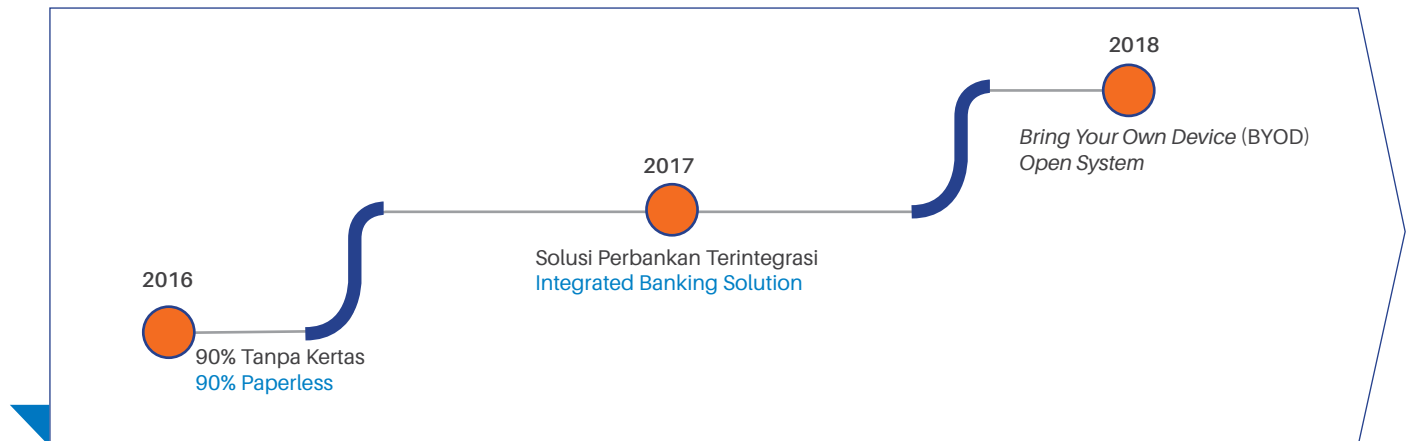 2016
90% Tanpa Kertas
90% Paperless
2017
Solusi Perbankan Terintegrasi
Integrated Banking Solution
2018
Bring Your Own Device (BYOD)
Open System